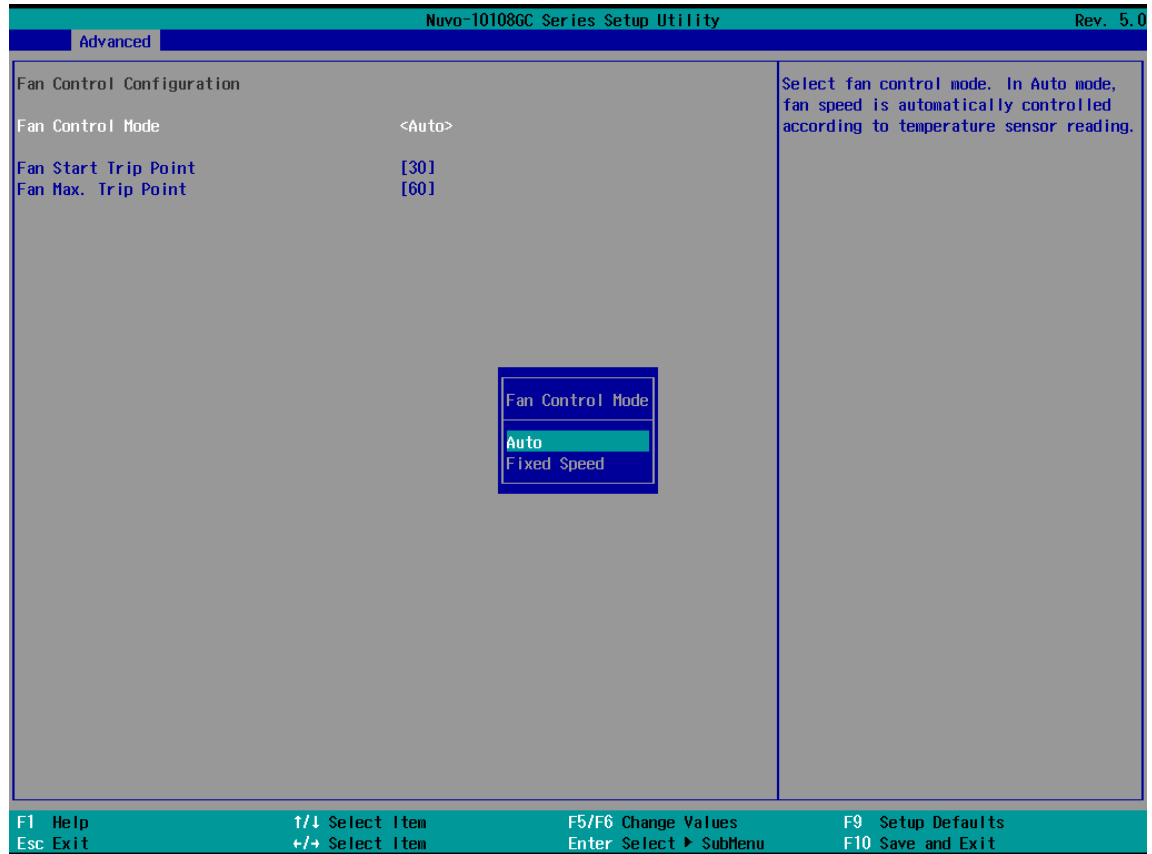 Nuvo-10108GC Series Setup Utility Rev. 5.0
Advanced
Fan Control Configuration
Fan Control Mode <Auto>
Fan Start Trip Point [30]
Fan Max. Trip Point [60]
Select fan control mode. In Auto mode,
fan speed is automatically controlled
according to temperature sensor reading.
Fan Control Mode
Auto
Fixed Speed
F1 Help ↑/↓ Select Item F5/F6 Change Values F9 Setup Defaults
Esc Exit ←/→ Select Item Enter Select ▶ SubMenu F10 Save and Exit